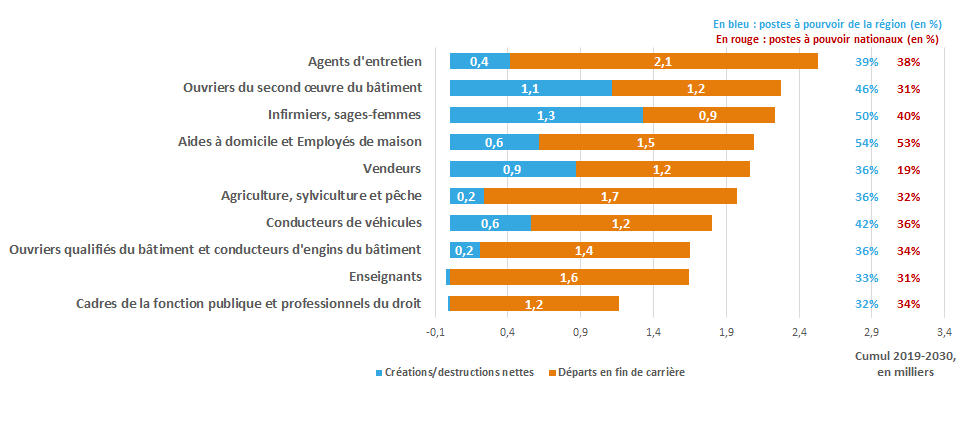 En bleu : postes à pourvoir de la région (en %)
En rouge : postes à pouvoir nationaux (en %)
Agents d'entretien 0,4 2,1 39% 38%
Ouvriers du second œuvre du bâtiment 1,1 1,2 46% 31%
Infirmiers, sages-femmes 1,3 0,9 50% 40%
Aides à domicile et Employés de maison 0,6 1,5 54% 53%
Vendeurs 0,9 1,2 36% 19%
Agriculture, sylviculture et pêche 0,2 1,7 36% 32%
Conducteurs de véhicules 0,6 1,2 42% 36%
Ouvriers qualifiés du bâtiment et conducteurs d'engins du bâtiment 0,2 1,4 36% 34%
Enseignants 1,6 33% 31%
Cadres de la fonction publique et professionnels du droit 1,2 32% 34%
-0,1 0,4 0,9 1,4 1,9 2,4 2,9 3,4
Cumul 2019-2030,
en milliers
Créations/destructions nettes Départs en fin de carrière